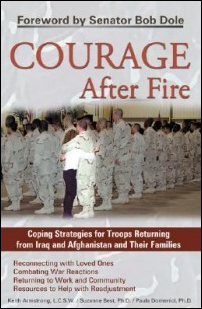 Foreword by Senator Bob Dole
COURAGE
After Fire
Coping Strategies for Troops Returning
from Iraq and Afghanistan and Their Families
Reconnecting with Loved Ones
Combating War Reactions
Returning to Work and Community
Resources to Help with Readjustment
Keith Armstrong, L.C.S.W. / Suzanne Best, Ph.D. / Paula Domenici, Ph.D.